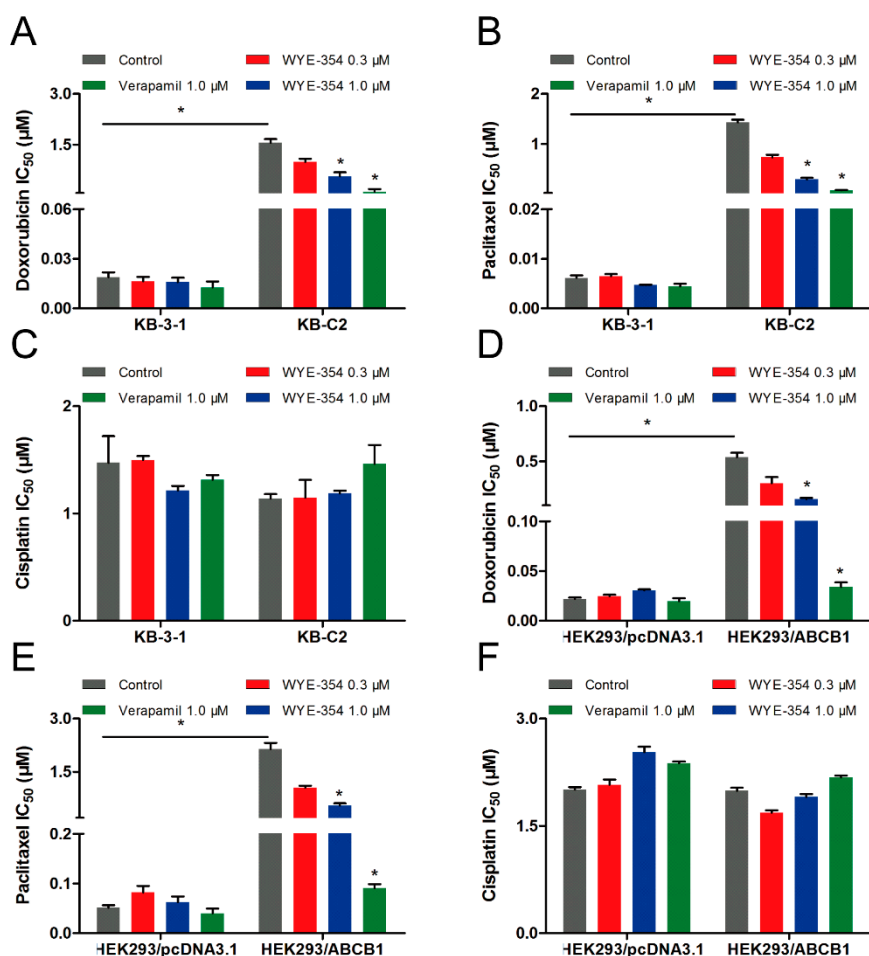 A
Control
WYE-354 0.3 µM
Verapamil 1.0 µM
WYE-354 1.0 µM
Doxorubicin IC50 (µM)
3.0
1.5
0.06
0.03
0.00
*
*
*
KB-3-1
KB-C2
B
Control
WYE-354 0.3 µM
Verapamil 1.0 µM
WYE-354 1.0 µM
Paclitaxel IC50 (µM)
2
1
0.02
0.01
0.00
*
*
*
KB-3-1
KB-C2
C
Control
WYE-354 0.3 µM
Verapamil 1.0 µM
WYE-354 1.0 µM
Cisplatin IC50 (µM)
2
1
0
KB-3-1
KB-C2
D
Control
WYE-354 0.3 µM
Verapamil 1.0 µM
WYE-354 1.0 µM
Doxorubicin IC50 (µM)
0.5
0.10
0.05
0.00
*
*
*
HEK293/pcDNA3.1
HEK293/ABCB1
E
Control
WYE-354 0.3 µM
Verapamil 1.0 µM
WYE-354 1.0 µM
Paclitaxel IC50 (µM)
3.0
1.5
0.2
0.1
0.0
*
*
*
HEK293/pcDNA3.1
HEK293/ABCB1
F
Control
WYE-354 0.3 µM
Verapamil 1.0 µM
WYE-354 1.0 µM
Cisplatin IC50 (µM)
3.0
1.5
0.0
HEK293/pcDNA3.1
HEK293/ABCB1